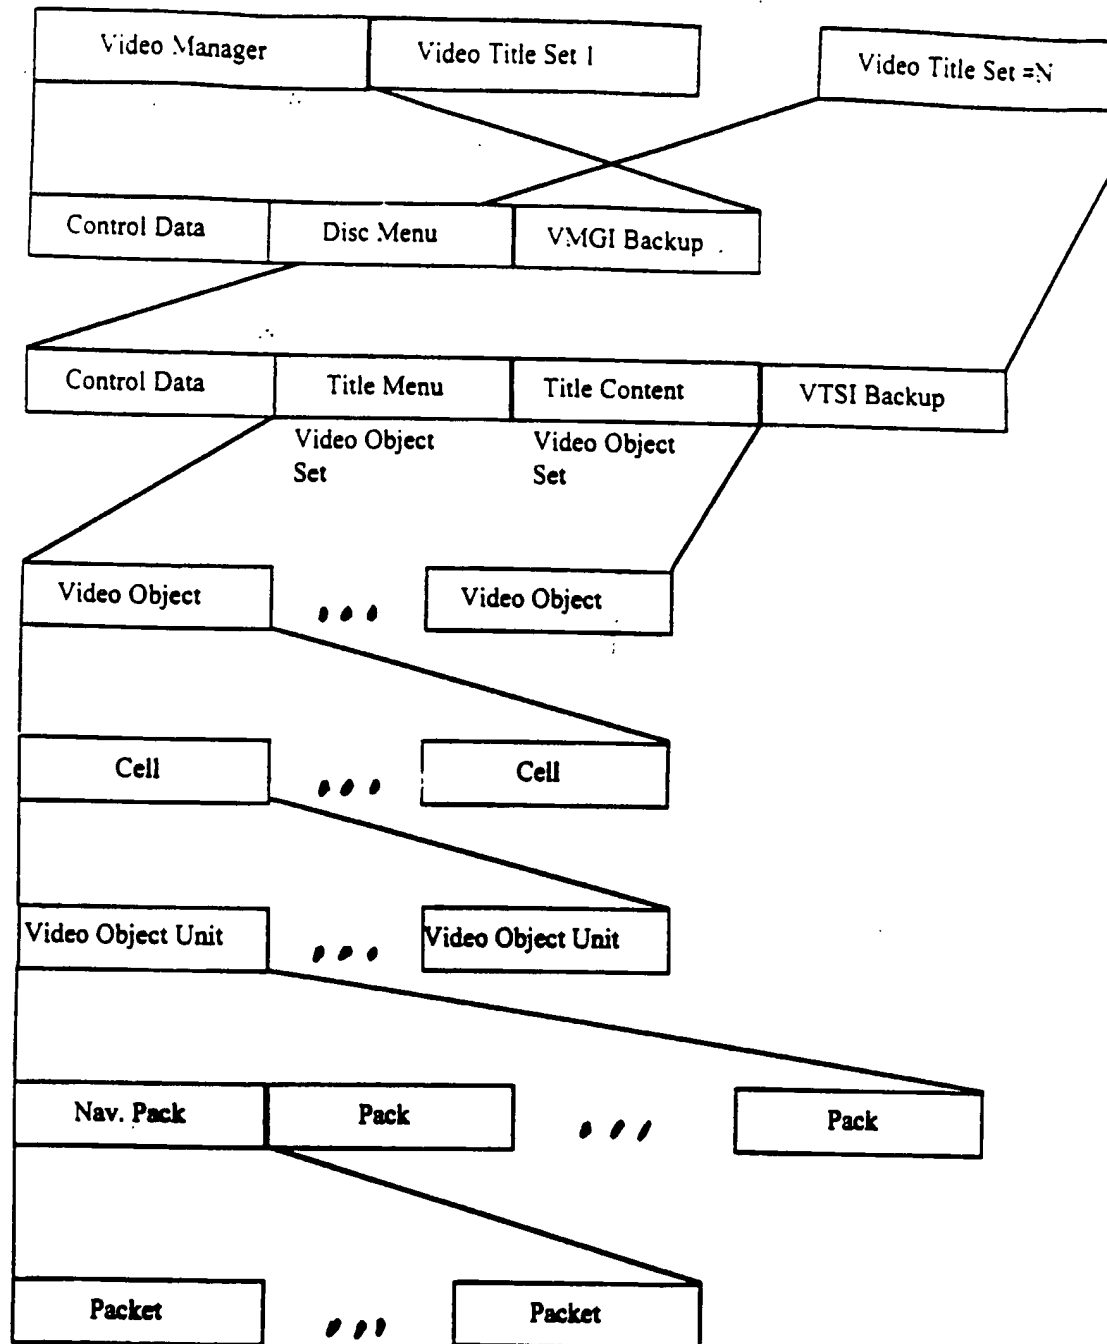 Video Manager
Video Title Set 1
Video Title Set =N
Control Data
Disc Menu
VMGI Backup
Control Data
Title Menu
Title Content
VTSI Backup
Video Object
Set
Video Object
Set
Video Object
Video Object
Cell
Cell
Video Object Unit
Video Object Unit
Nav. Pack
Pack
Pack
Packet
Packet